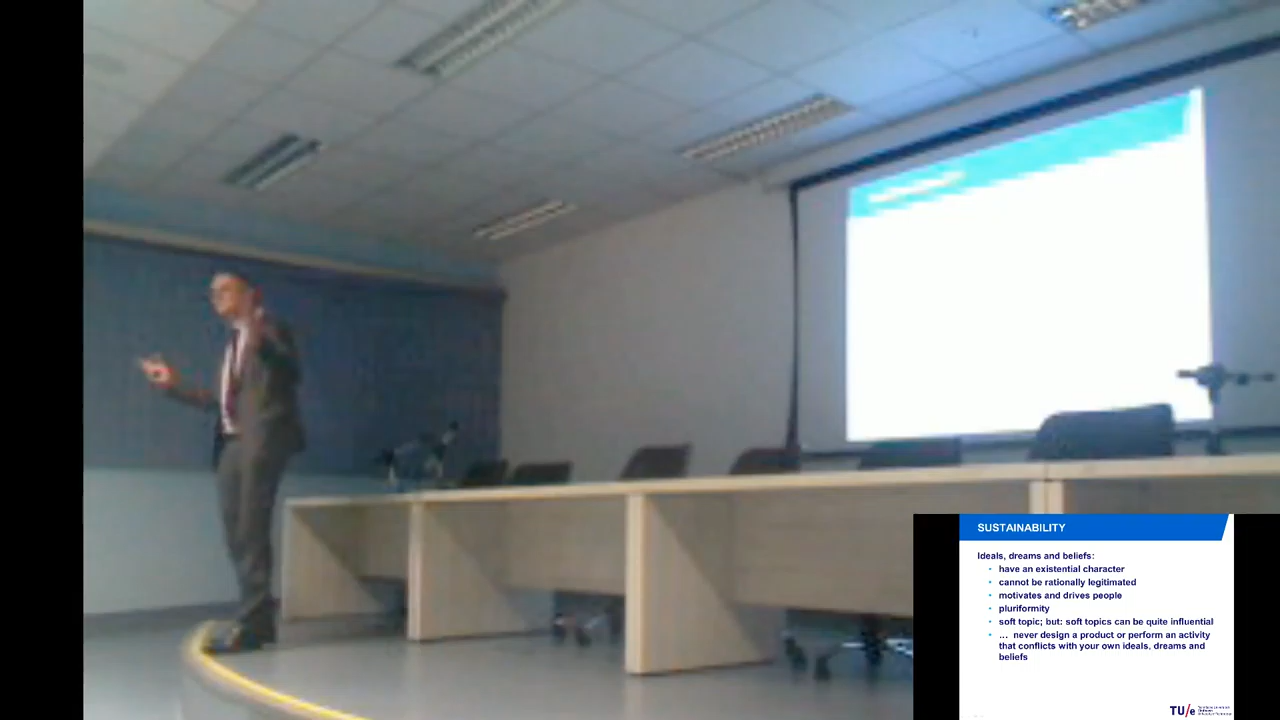 SUSTAINABILITY
Ideals, dreams and beliefs:
• have an existential character
• cannot be rationally legitimated
• motivates and drives people
• pluriformity
• soft topic; but: soft topics can be quite influential
• ... never design a product or perform an activity
that conflicts with your own ideals, dreams and
beliefs
TU/e